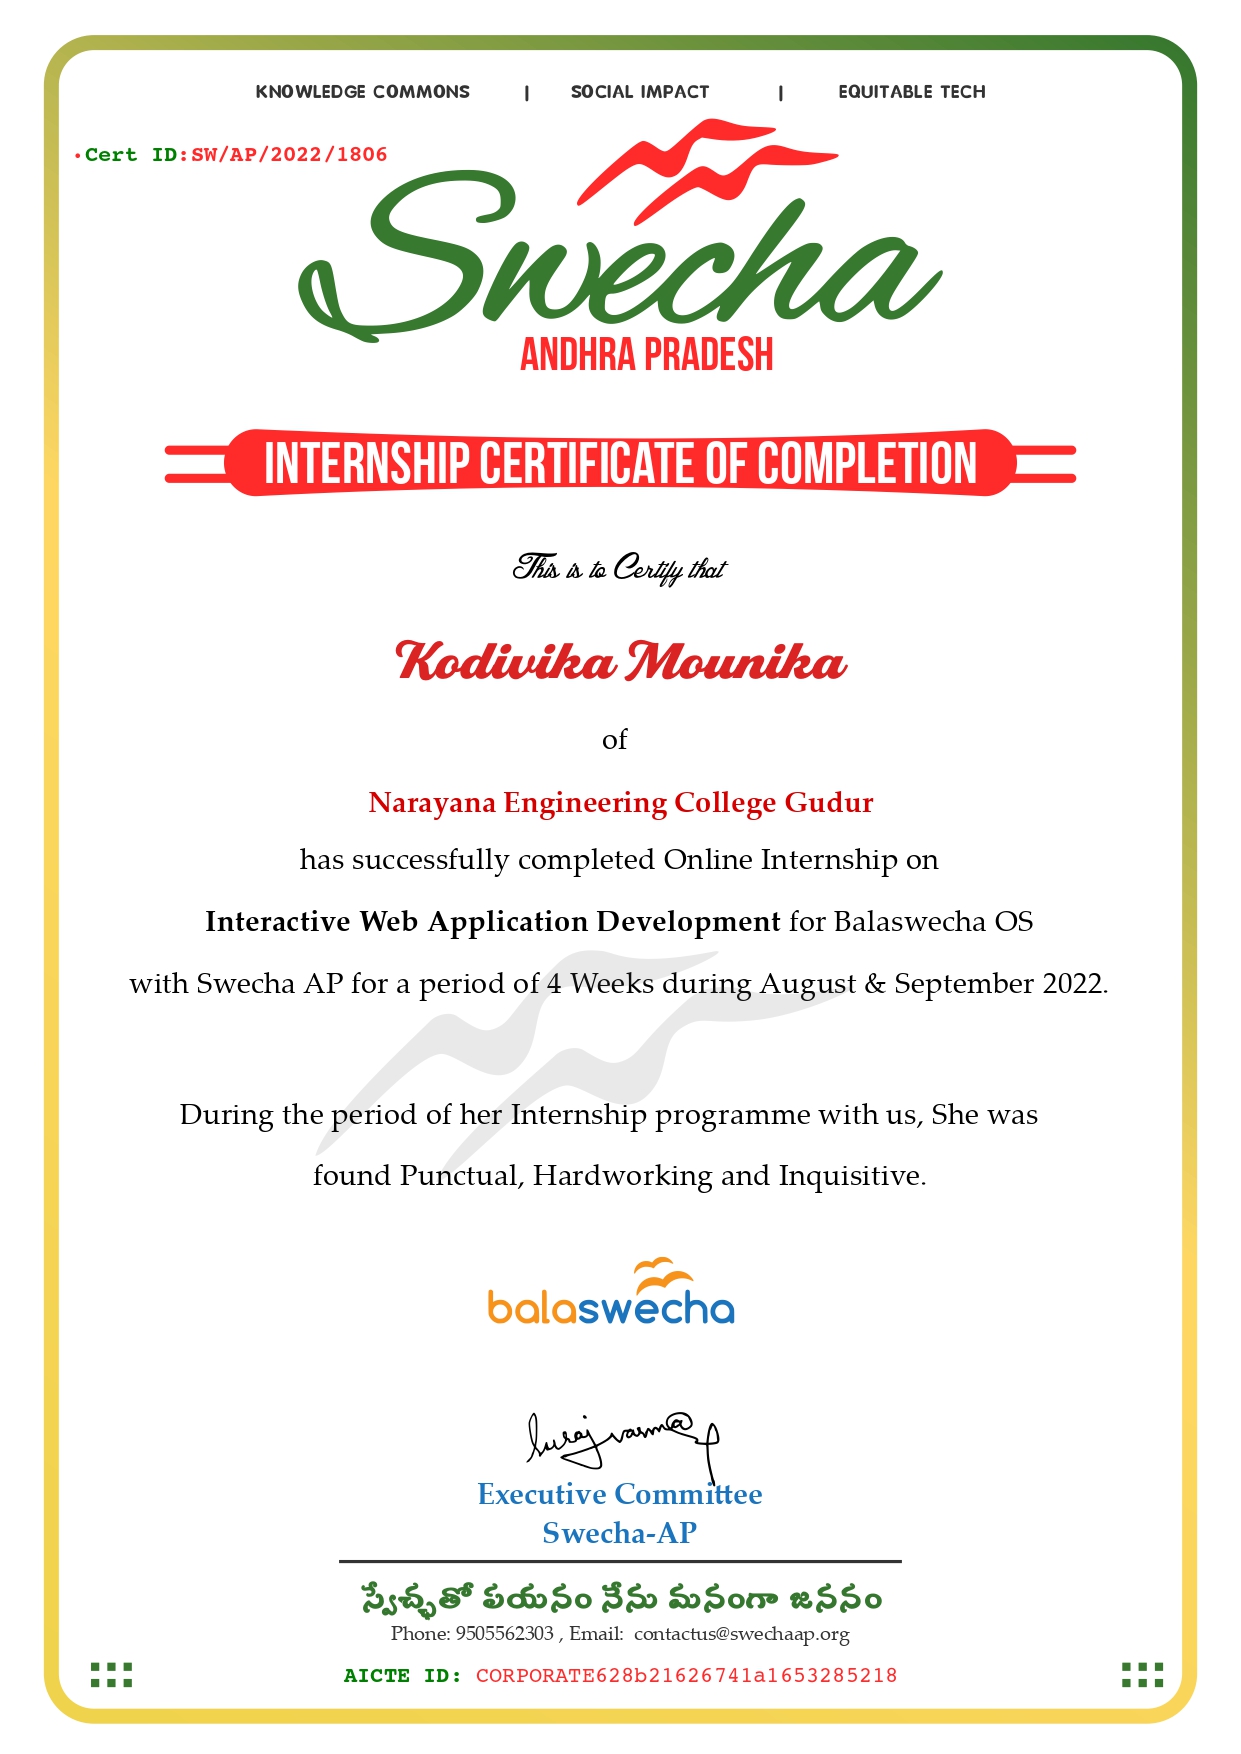 KNOWLEDGE COMMONS | SOCIAL IMPACT | EQUITABLE TECH
•Cert ID:SW/AP/2022/1806
Swecha
ANDHRA PRADESH
INTERNSHIP CERTIFICATE OF COMPLETION
This is to Certify that
Kodivika Mounika
of
Narayana Engineering College Gudur
has successfully completed Online Internship on
Interactive Web Application Development for Balaswecha OS
with Swecha AP for a period of 4 Weeks during August & September 2022.
During the period of her Internship programme with us, She was
found Punctual, Hardworking and Inquisitive.
balaswecha
Suraj varma
Executive Committee
Swecha-AP
స్వేచ్ఛతో పయనం నేను మనంగా జననం
Phone: 9505562303 , Email: contactus@swechaap.org
AICTE ID: CORPORATE628b21626741a1653285218